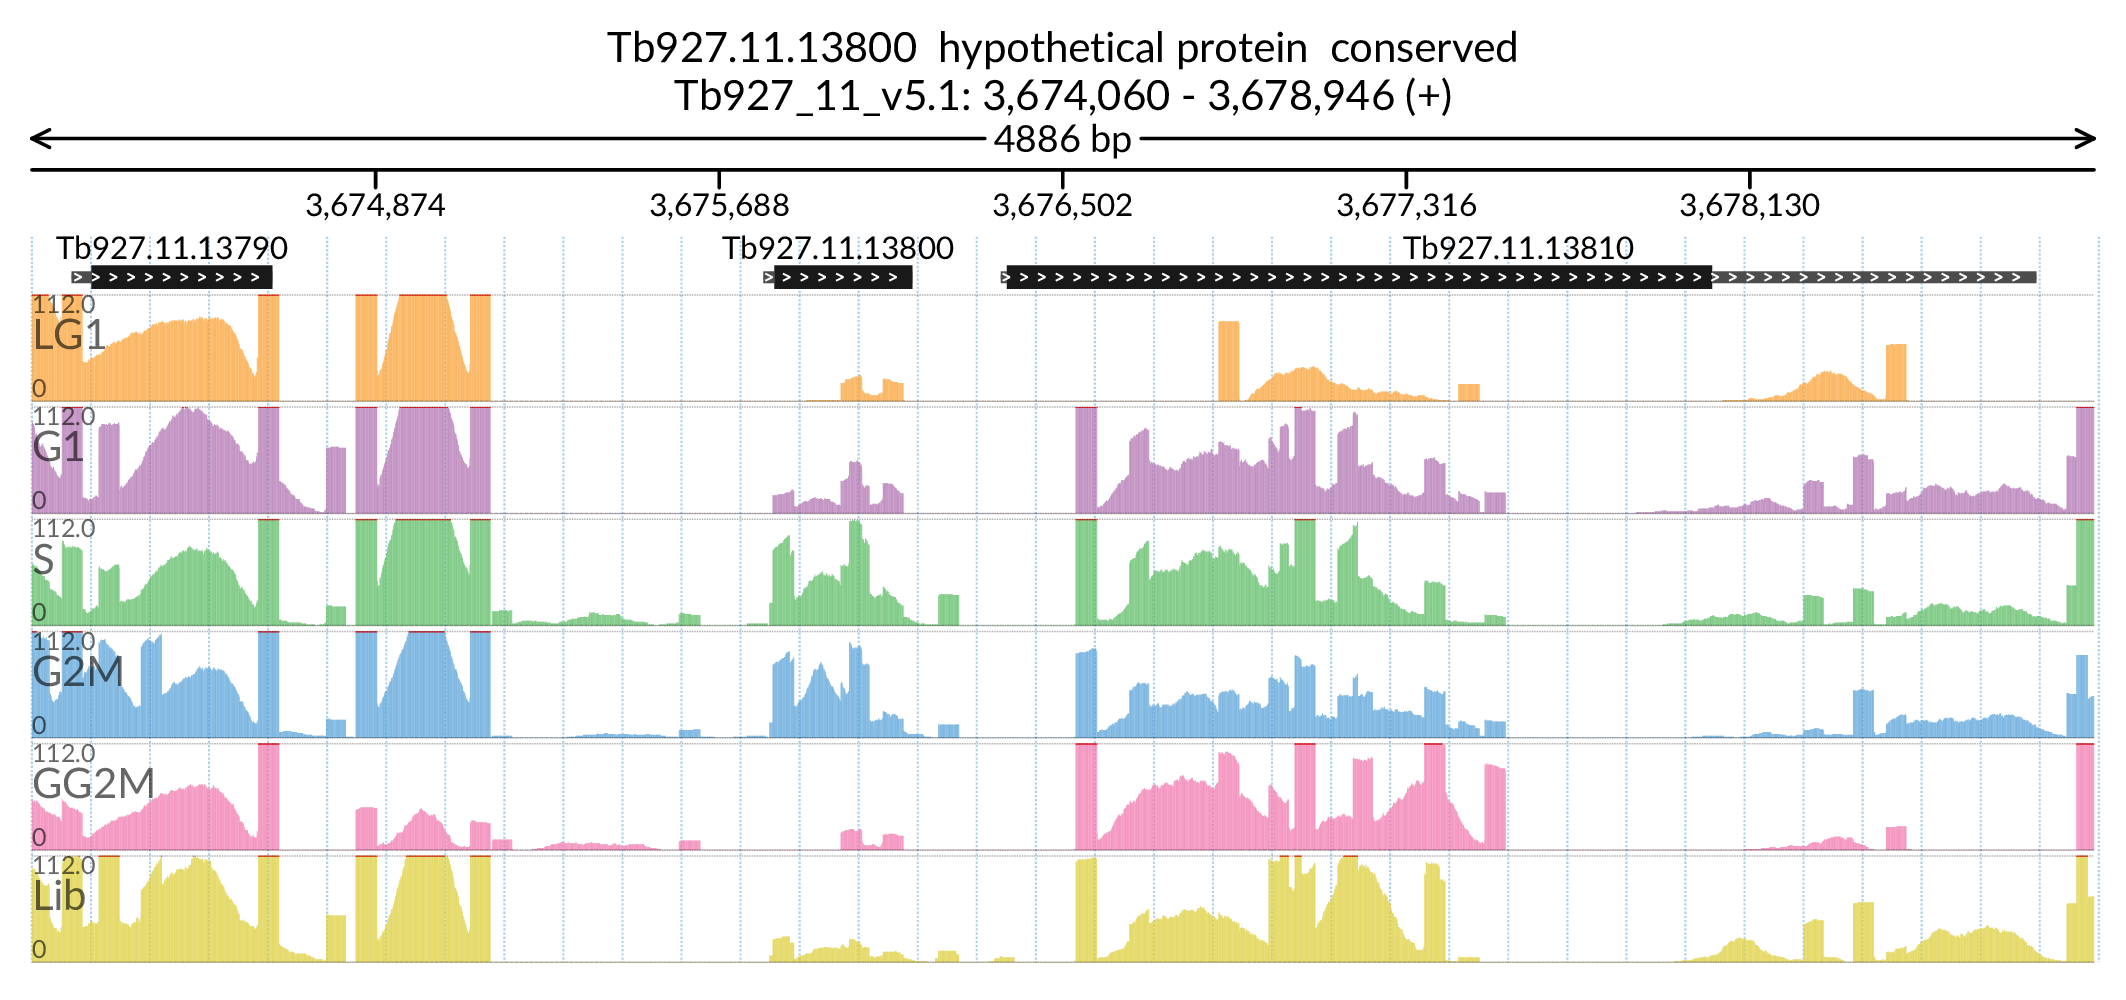 Tb927.11.13800  hypothetical protein  conserved
Tb927_11_v5.1: 3,674,060 - 3,678,946 (+)
4886 bp
3,674,874 3,675,688 3,676,502 3,677,316 3,678,130
Tb927.11.13790 Tb927.11.13800 Tb927.11.13810
112.0
LG1
0
112.0
G1
0
112.0
S
0
112.0
G2M
0
112.0
GG2M
0
112.0
Lib
0